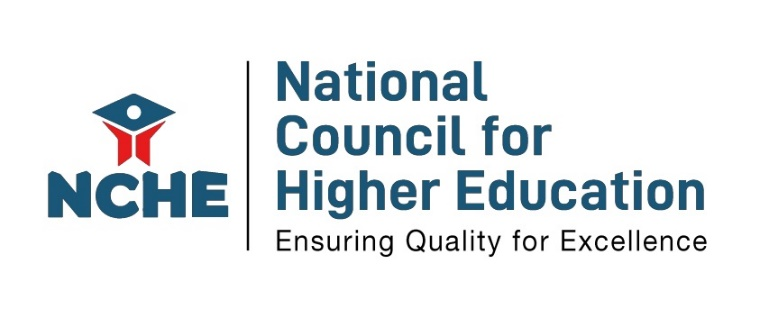 NCHE
National
Council for
Higher Education
Ensuring Quality for Excellence